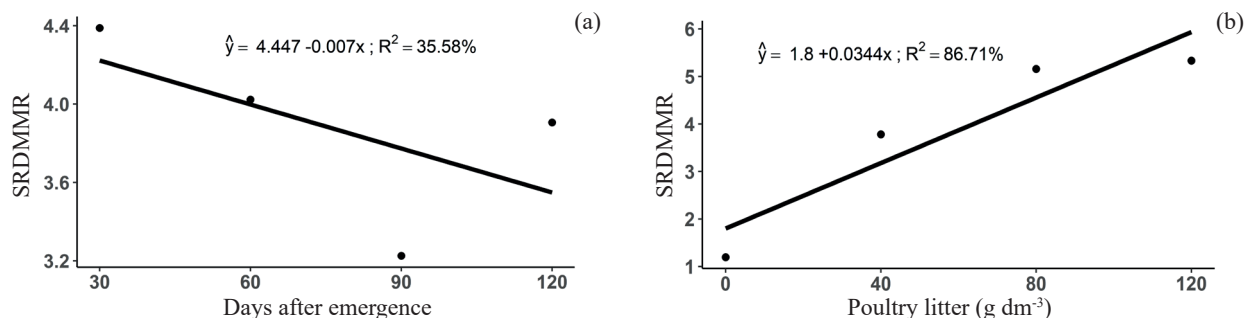 (a)
ŷ = 4.447 -0.007x ; R² = 35.58%
4.4
4.0
3.6
3.2
SRDMMR
30 60 90 120
Days after emergence
(b)
ŷ = 1.8 +0.0344x ; R² = 86.71%
6
5
4
3
2
1
SRDMMR
0 40 80 120
Poultry litter (g dm⁻³)